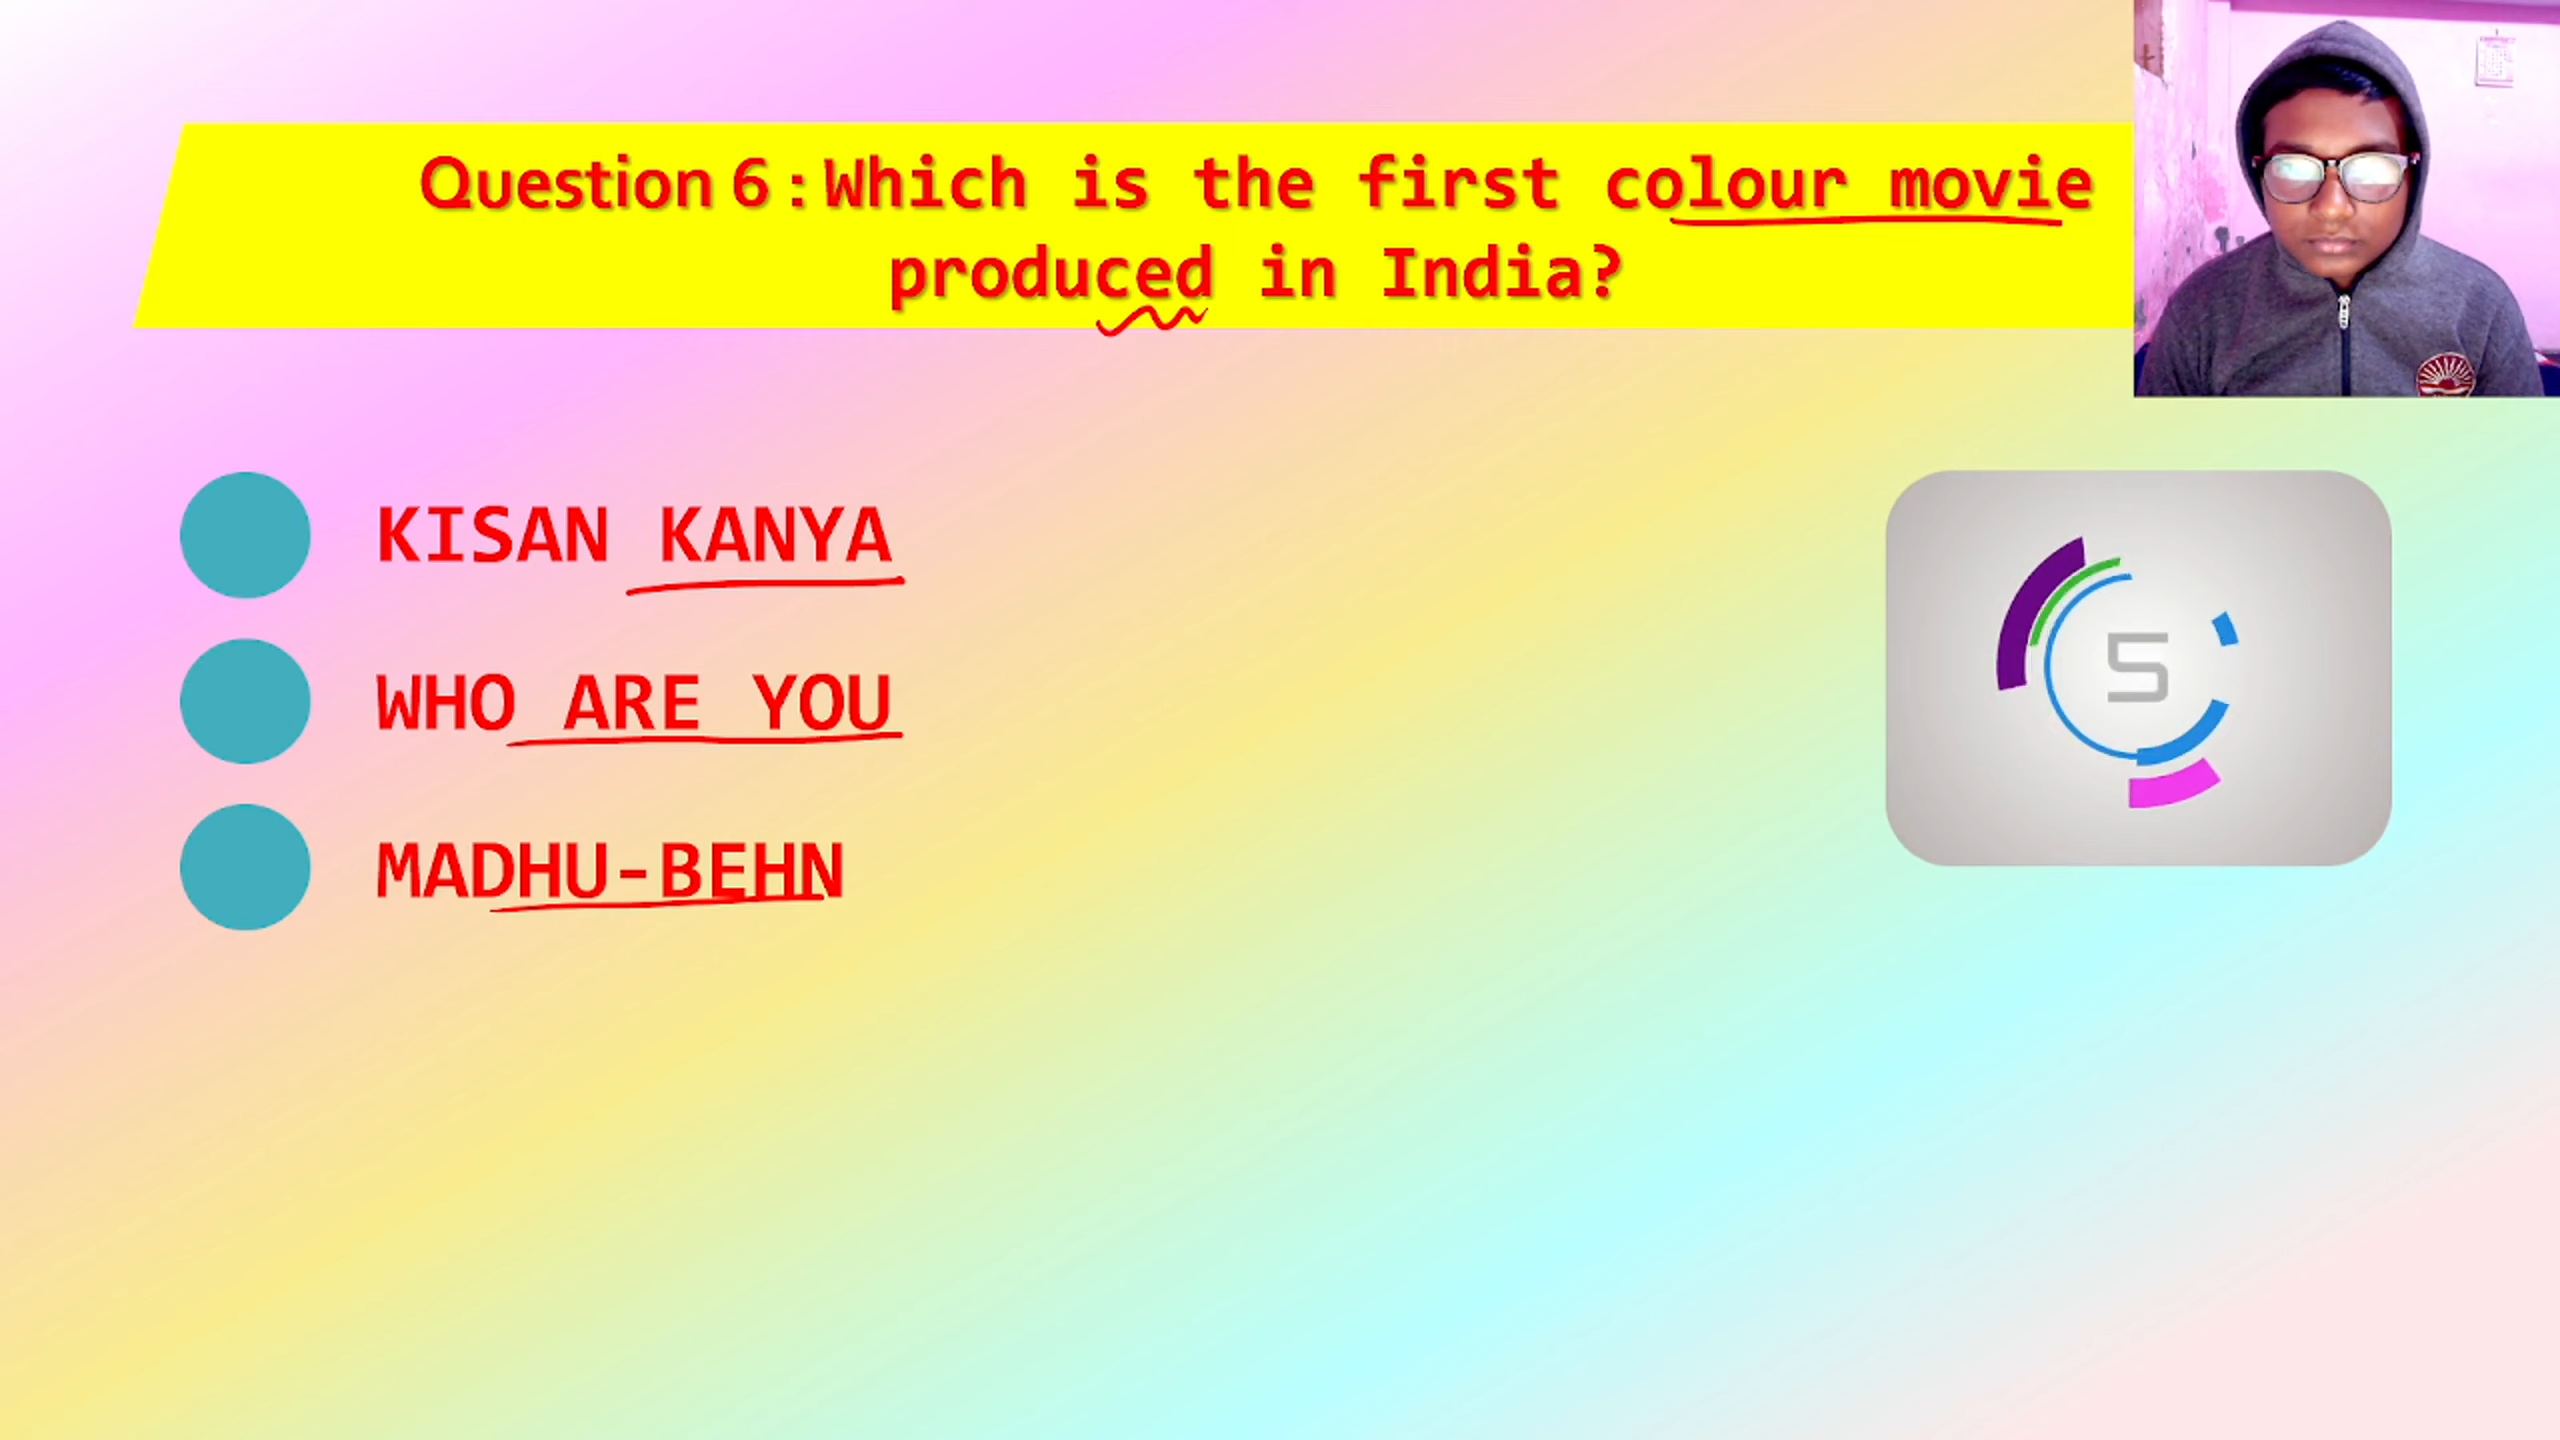 Question 6 : Which is the first colour movie
produced in India?
KISAN KANYA
WHO ARE YOU
MADHU-BEHN
5